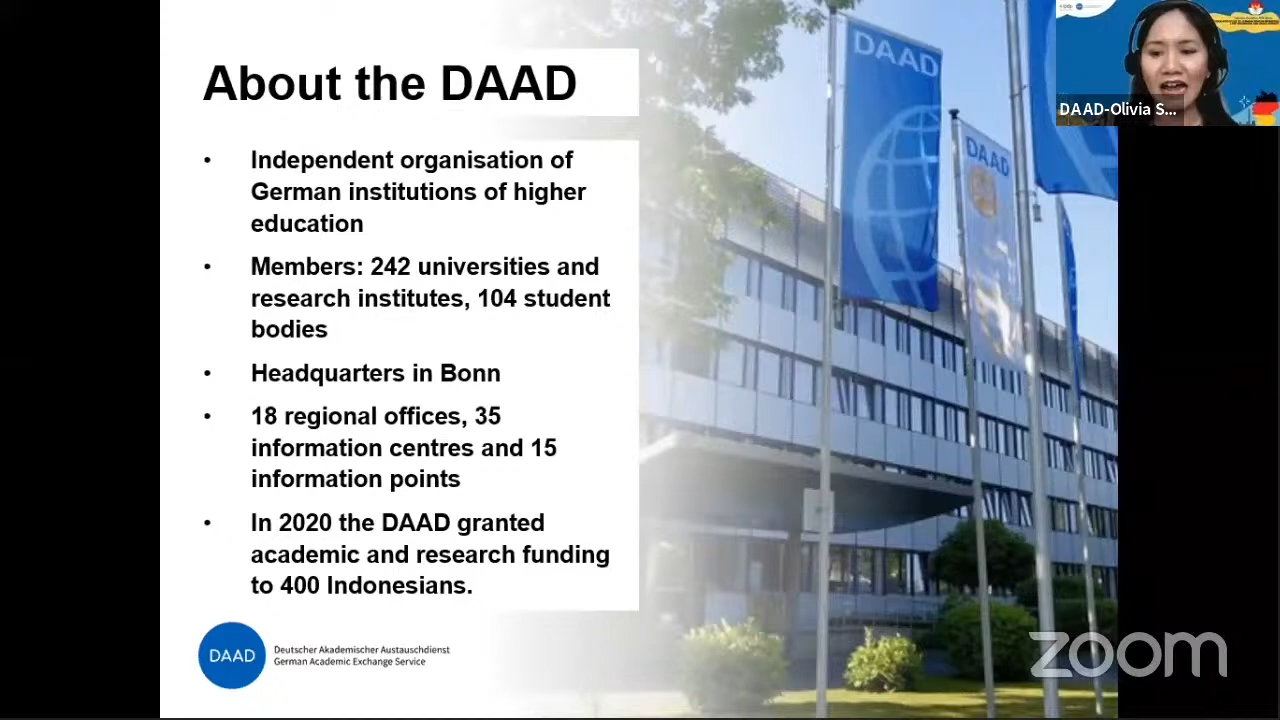 About the DAAD
• Independent organisation of
German institutions of higher
education
• Members: 242 universities and
research institutes, 104 student
bodies
• Headquarters in Bonn
• 18 regional offices, 35
information centres and 15
information points
• In 2020 the DAAD granted
academic and research funding
to 400 Indonesians.
DAAD
Deutscher Akademischer Austauschdienst
German Academic Exchange Service
DAAD
DAAD
DAAD-Olivia S...
zoom